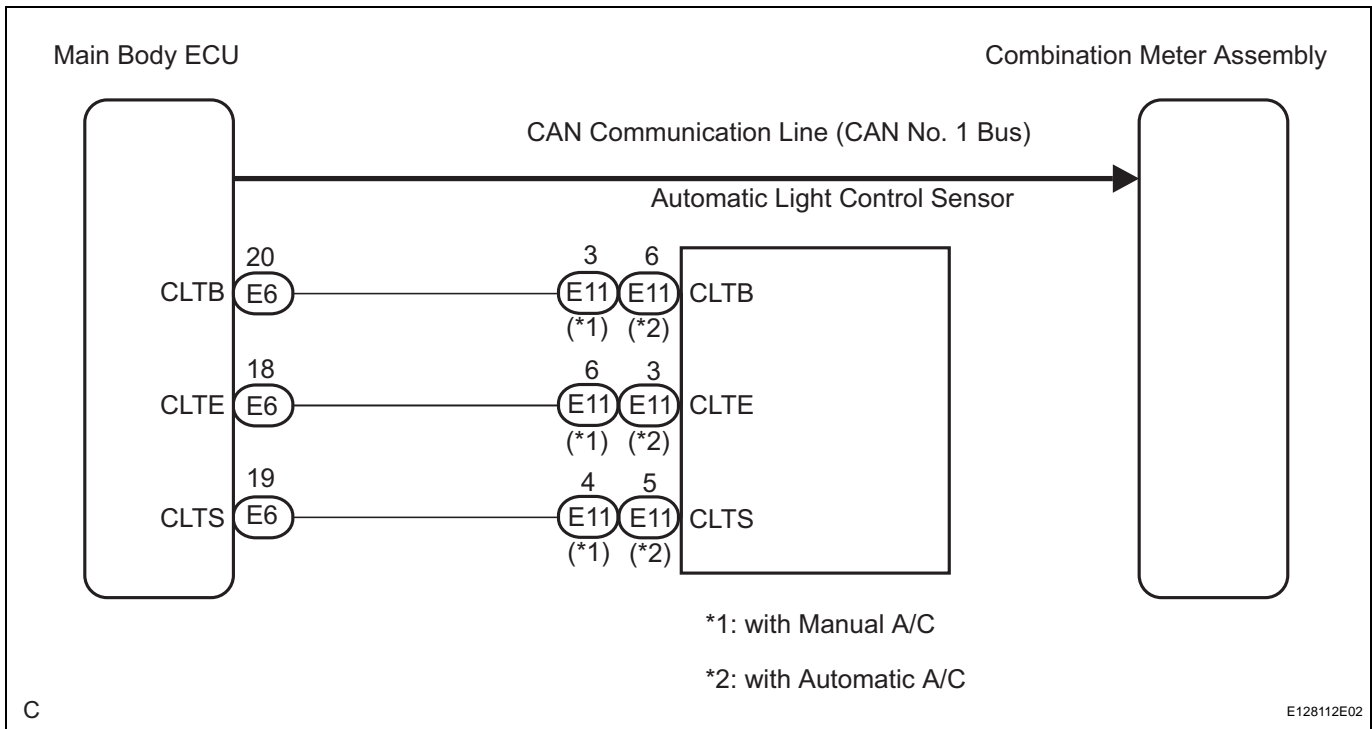 Main Body ECU
Combination Meter Assembly
CAN Communication Line (CAN No. 1 Bus)
Automatic Light Control Sensor
20 3 6
CLTB E6 E11 E11 CLTB
(*1) (*2)
18 6 3
CLTE E6 E11 E11 CLTE
(*1) (*2)
19 4 5
CLTS E6 E11 E11 CLTS
(*1) (*2)
*1: with Manual A/C
*2: with Automatic A/C
C
E128112E02